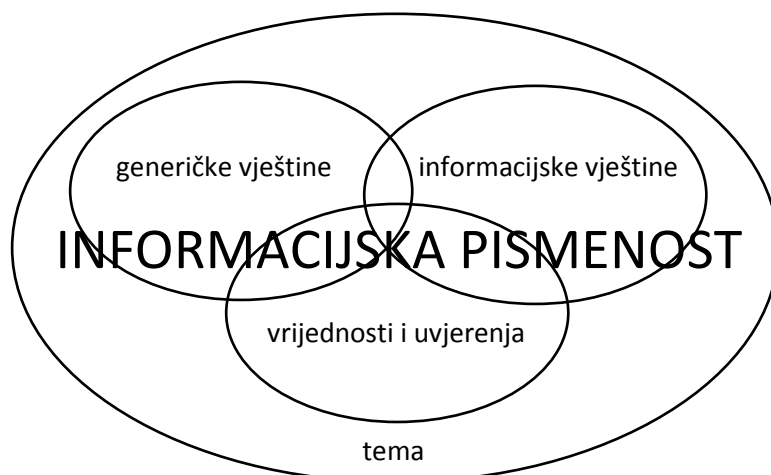 generičke vještine
informacijske vještine
INFORMACIJSKA PISMENOST
vrijednosti i uvjerenja
tema